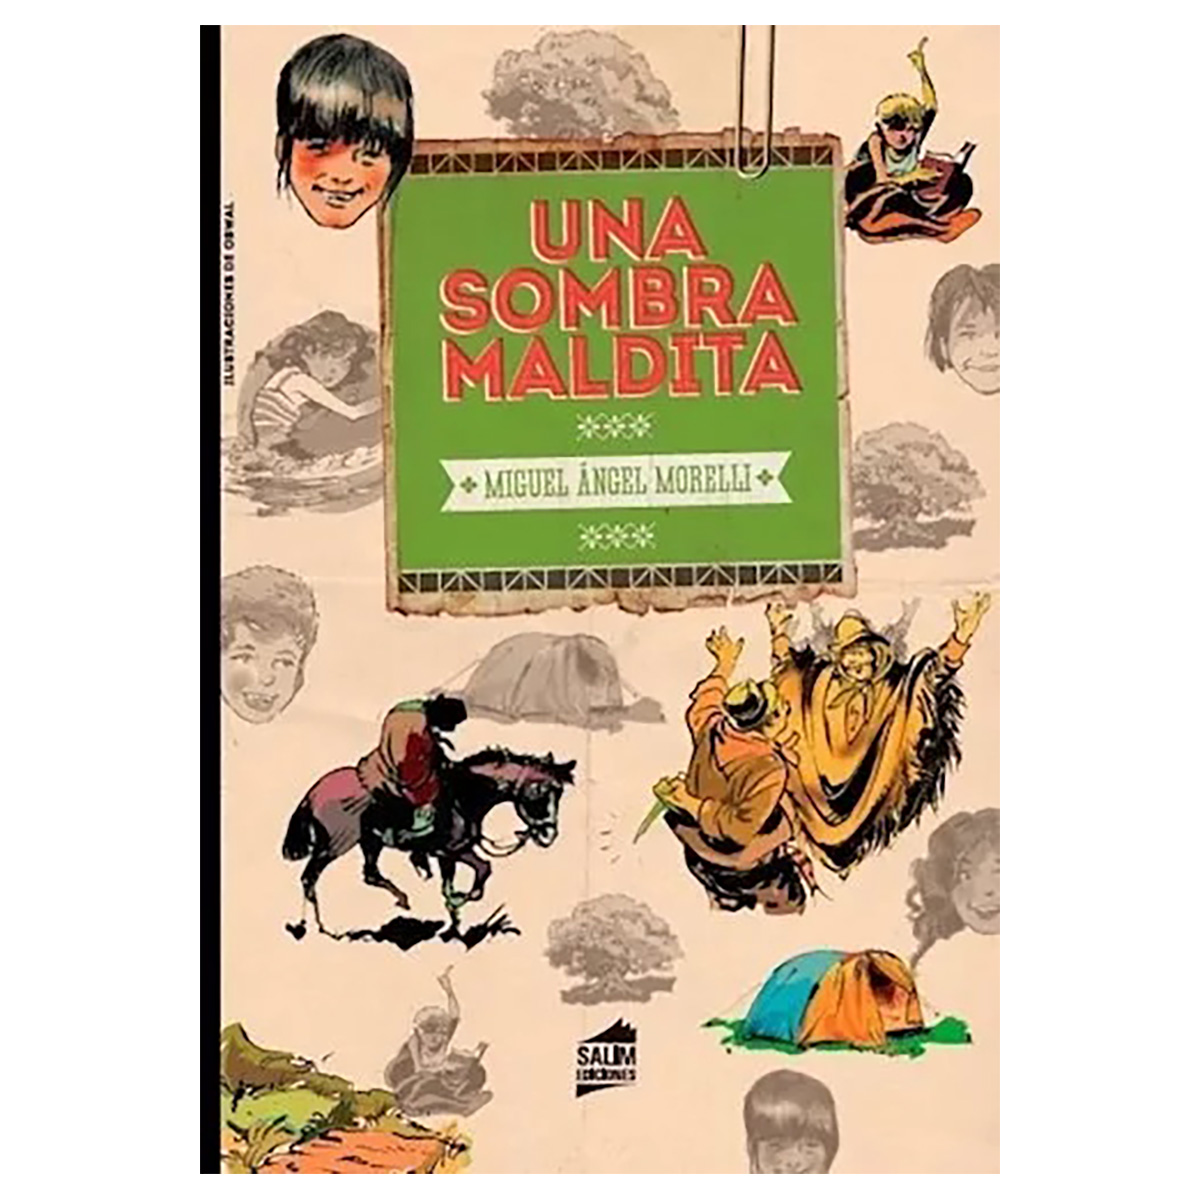 UNA
SOMBRA
MALDITA
MIGUEL ÁNGEL MORELLI
ILUSTRACIONES DE OSWAL
SALIM
EDICIONES